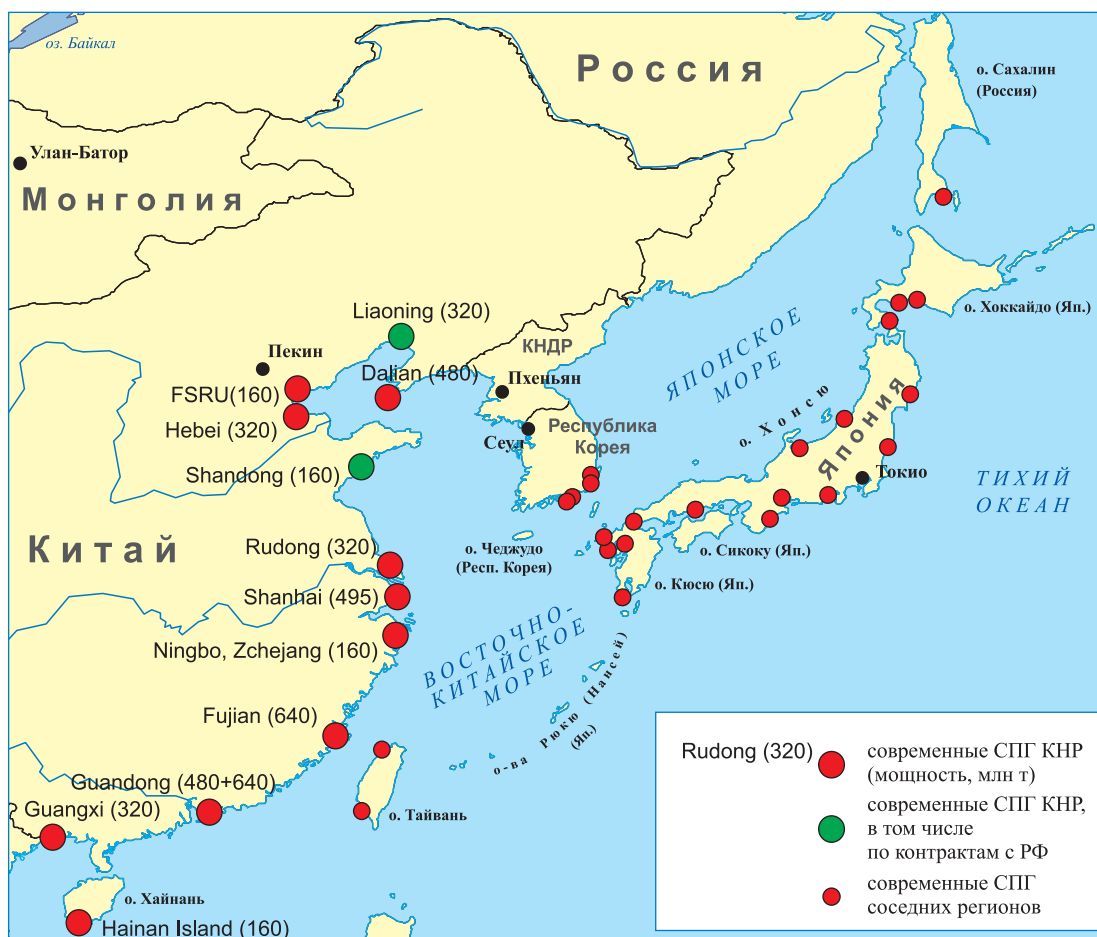 оз. Байкал
Россия
о. Сахалин
(Россия)
Улан-Батор
Монголия
Liaoning (320)
о. Хоккайдо (Яп.)
ЯПОНСКОЕ
МОРЕ
КНДР
Пекин
Dalian (480)
Пхеньян
FSRU(160)
Hebei (320)
о. Хонсю
Япония
Республика
Корея
Сеул
Shandong (160)
Токио
ТИХИЙ
ОКЕАН
Китай
Rudong (320)
о. Чеджудо
(Респ. Корея)
о. Сикоку (Яп.)
о. Кюсю (Яп.)
Shanhai (495)
Ningbo, Zchejang (160)
ВОСТОЧНО-
КИТАЙСКОЕ
МОРЕ
о-ва Рюкю (Нансей)
(Яп.)
Fujian (640)
Guandong (480+640)
Guangxi (320)
о. Тайвань
о. Хайнань
Hainan Island (160)
Rudong (320)
современные СПГ КНР
(мощность, млн т)
современные СПГ КНР,
в том числе
по контрактам с РФ
современные СПГ
соседних регионов